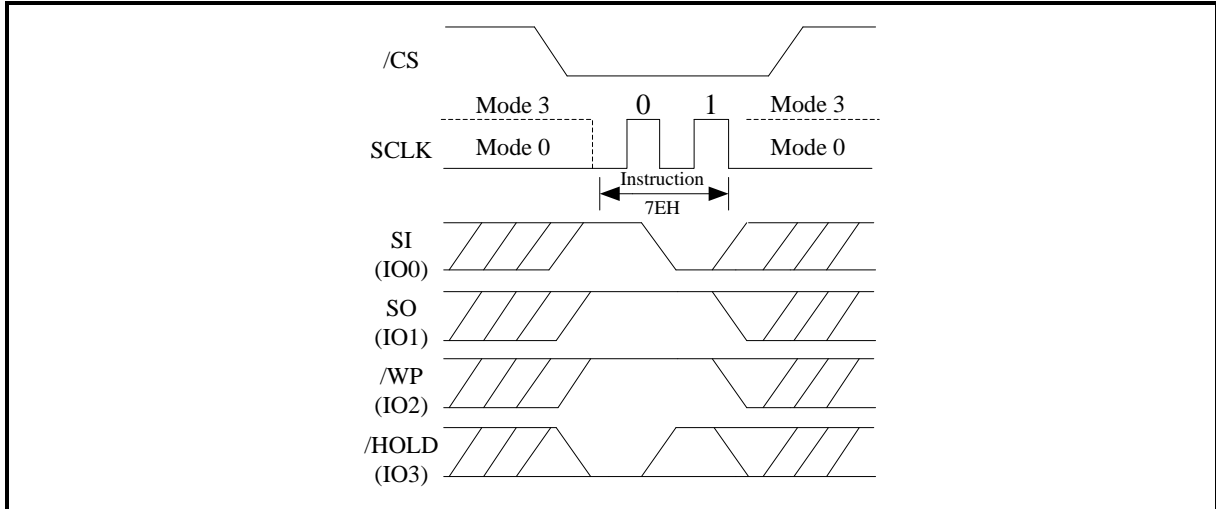 /CS
Mode 3 0 1 Mode 3
SCLK Mode 0 Mode 0
Instruction
7EH
SI
(IO0)
SO
(IO1)
/WP
(IO2)
/HOLD
(IO3)